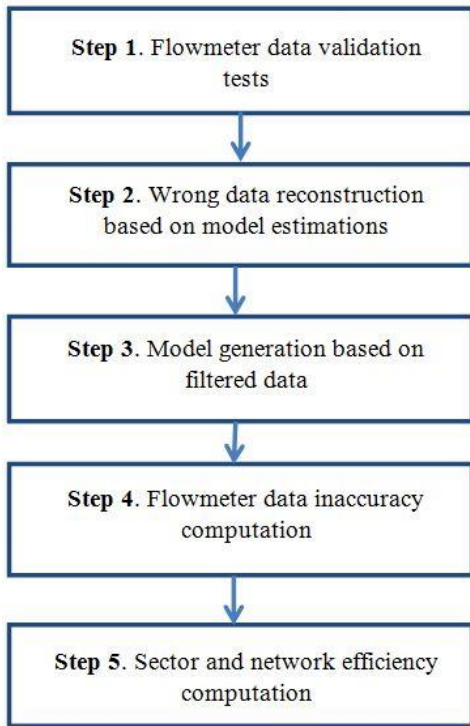 Step 1. Flowmeter data validation
tests
Step 2. Wrong data reconstruction
based on model estimations
Step 3. Model generation based on
filtered data
Step 4. Flowmeter data inaccuracy
computation
Step 5. Sector and network efficiency
computation